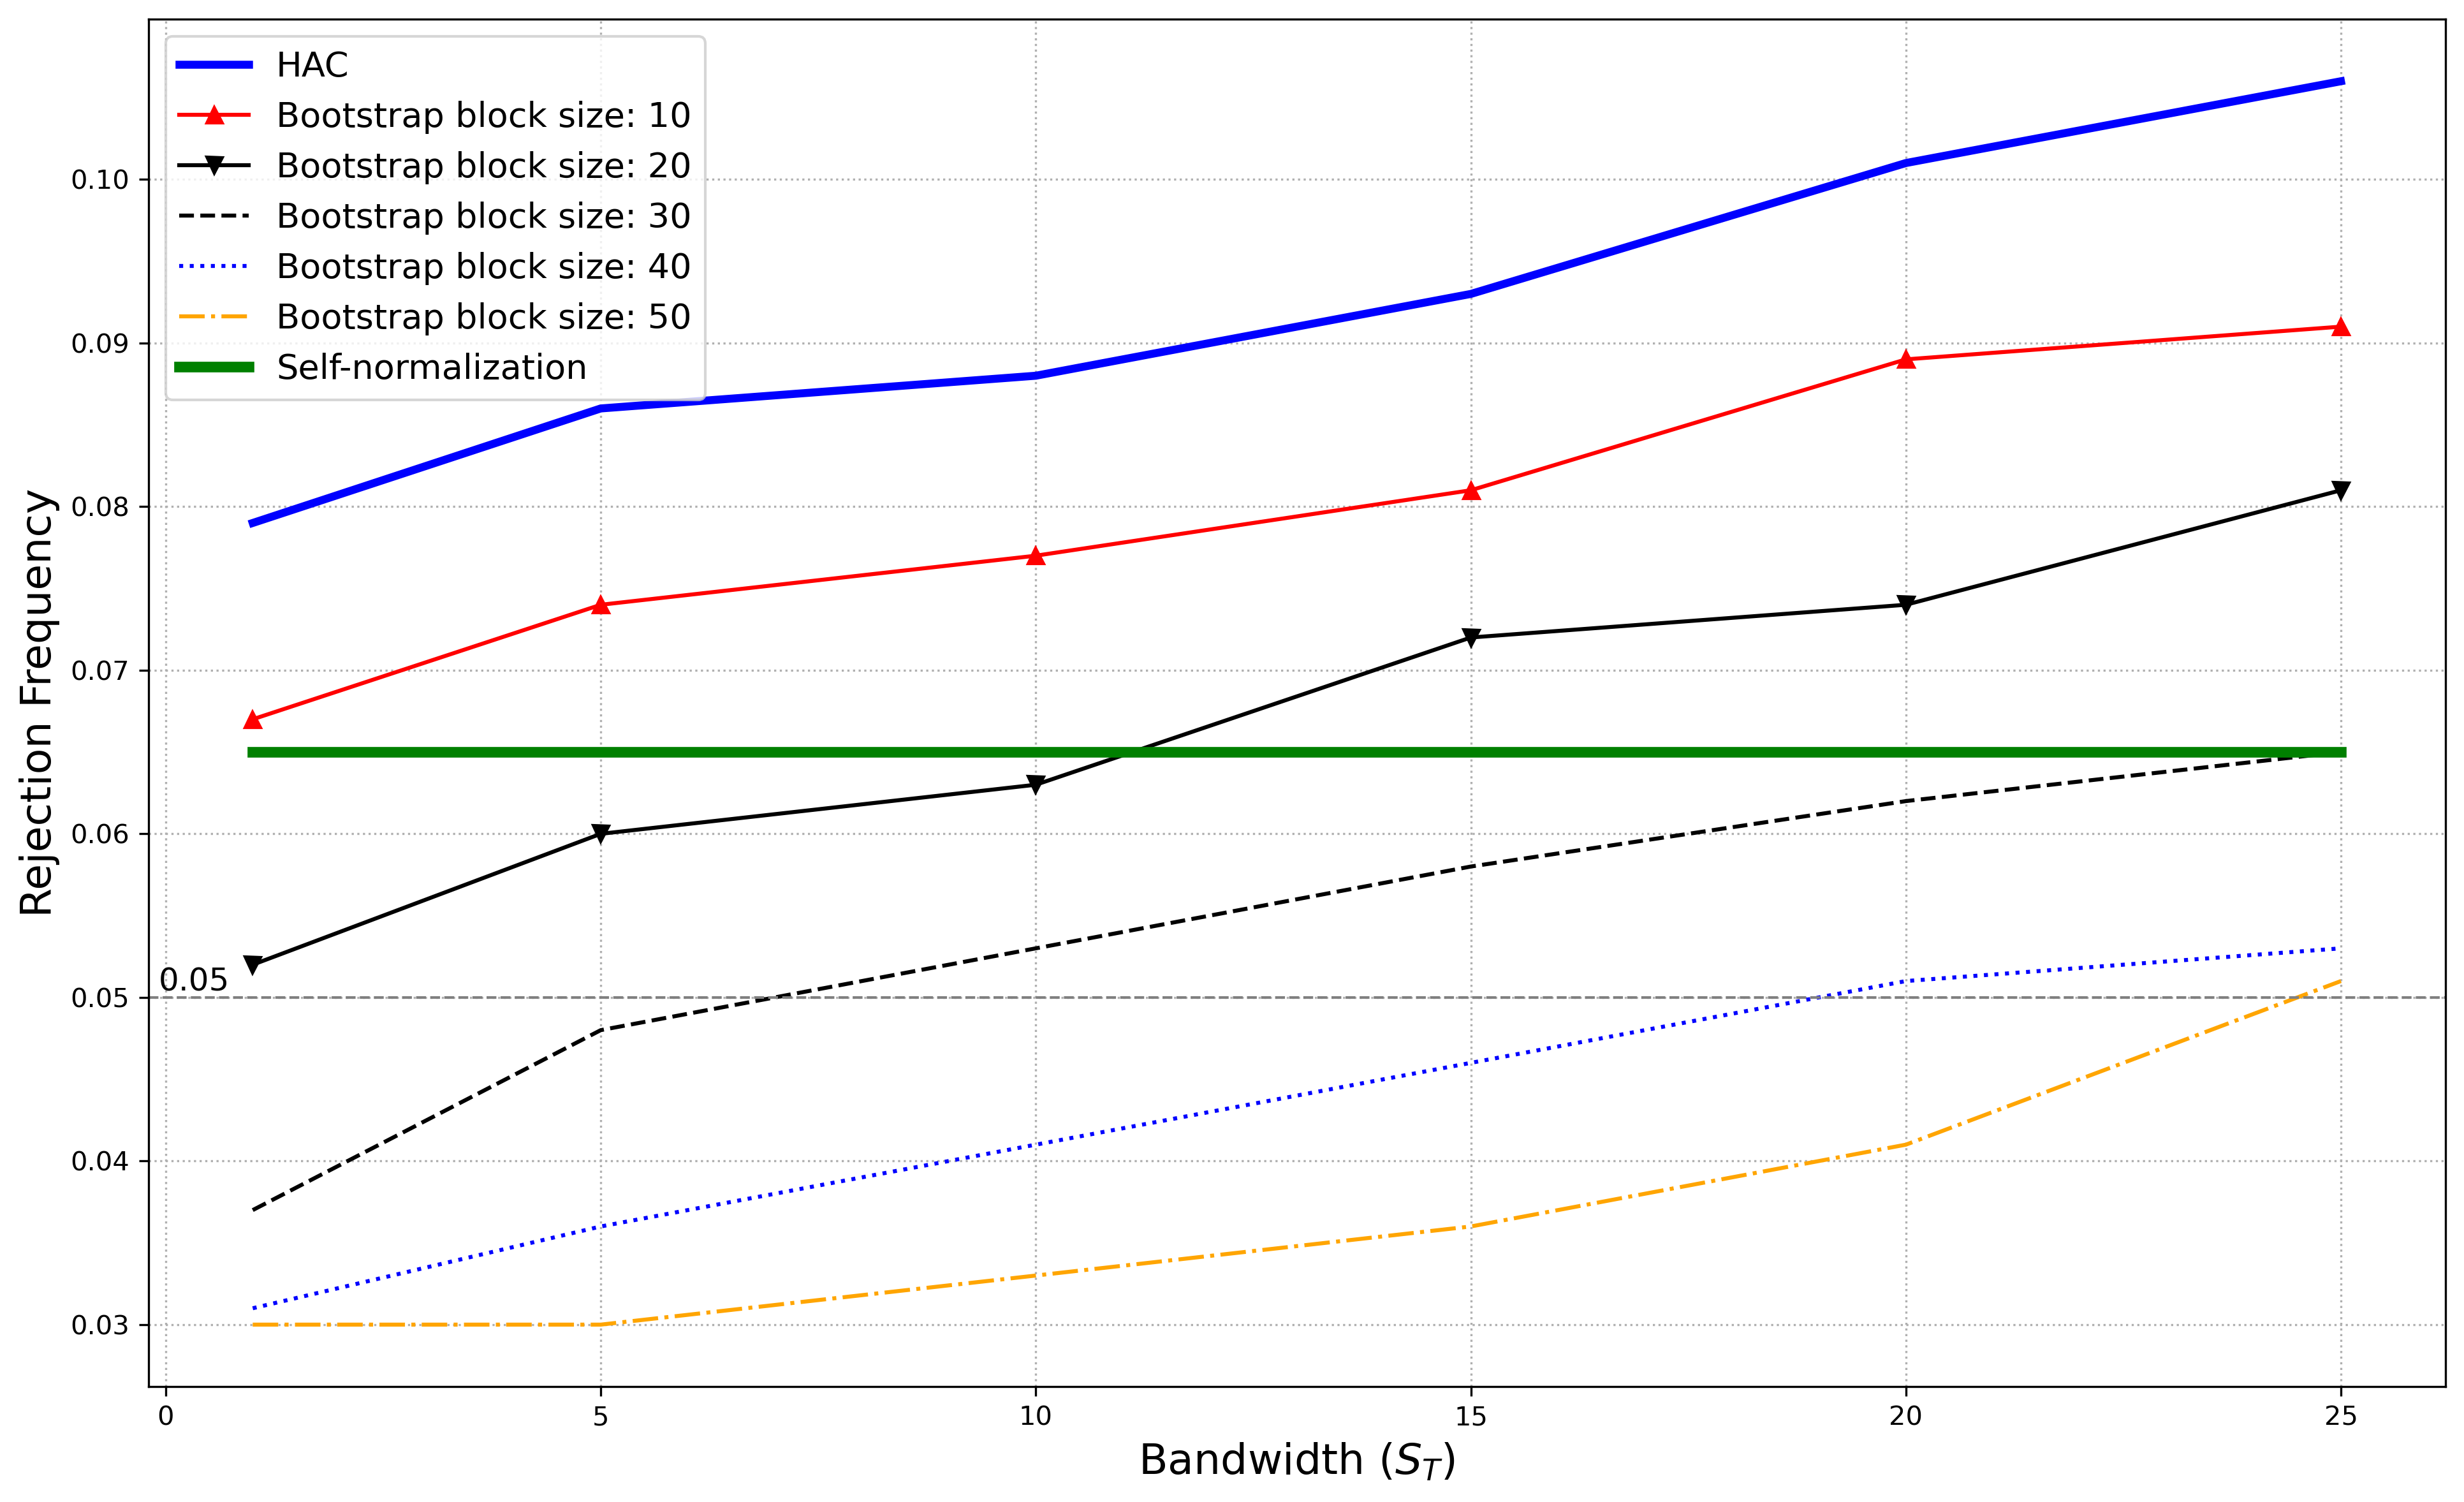 HAC
Bootstrap block size: 10
Bootstrap block size: 20
Bootstrap block size: 30
Bootstrap block size: 40
Bootstrap block size: 50
Self-normalization
Rejection Frequency
0.10
0.09
0.08
0.07
0.06
0.05
0.05
0.04
0.03
0 5 10 15 20 25
Bandwidth (S_T)